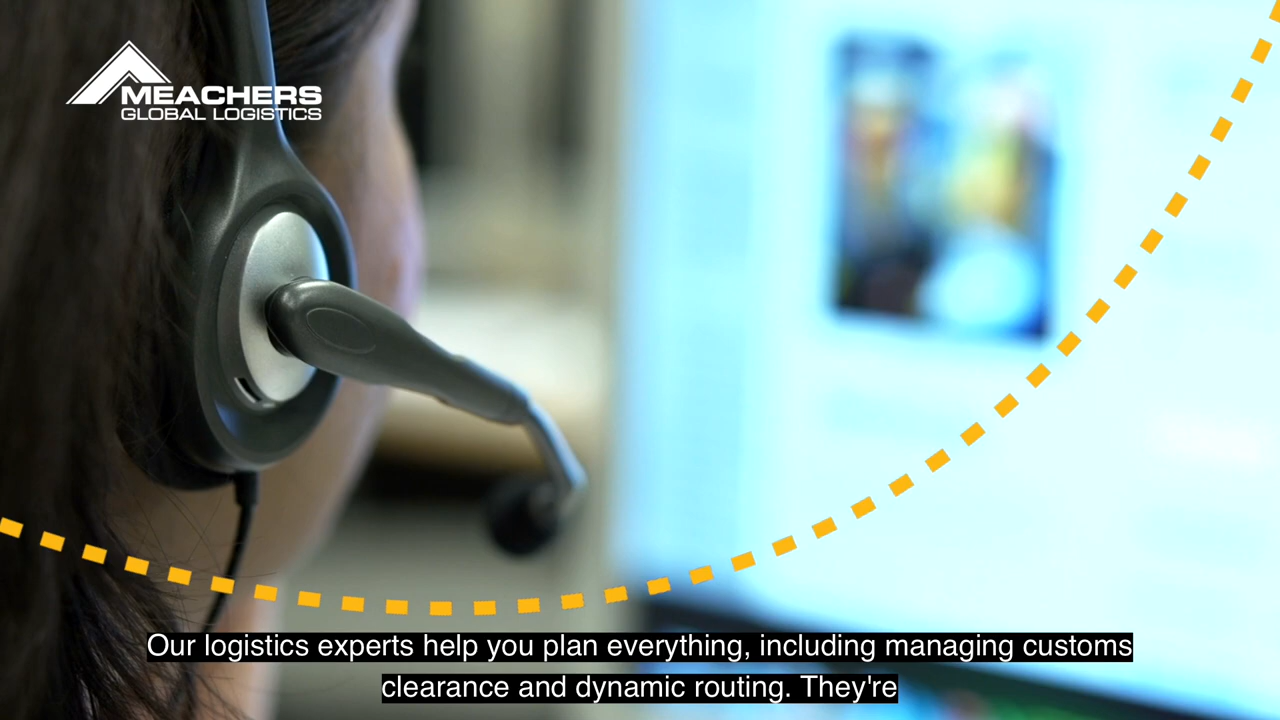 MEACHERS
GLOBAL LOGISTICS
Our logistics experts help you plan everything, including managing customs
clearance and dynamic routing. They're